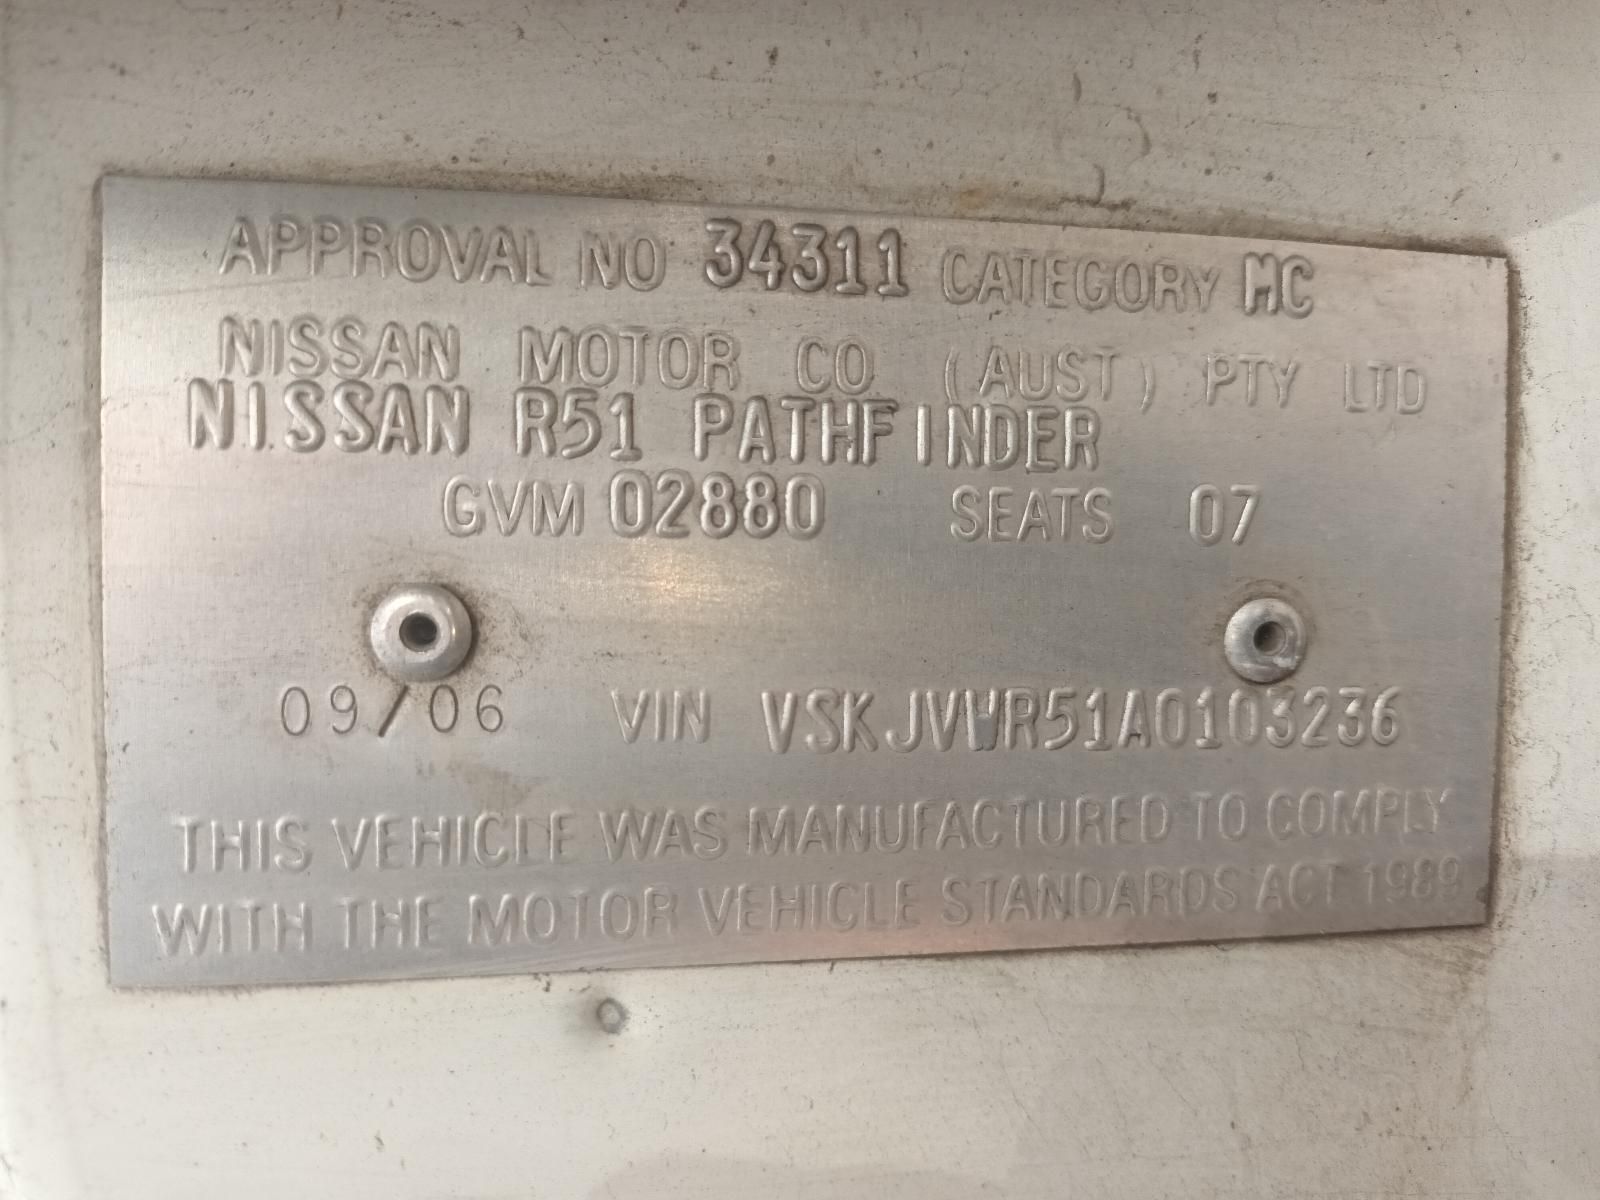 APPROVAL NO 34311 CATEGORY MC
NISSAN MOTOR CO (AUST) PTY LTD
NISSAN R51 PATHFINDER
GVM 02880 SEATS 07
09/06 VIN VSKJVWR51A0103236
THIS VEHICLE WAS MANUFACTURED TO COMPLY
WITH THE MOTOR VEHICLE STANDARDS ACT 1989